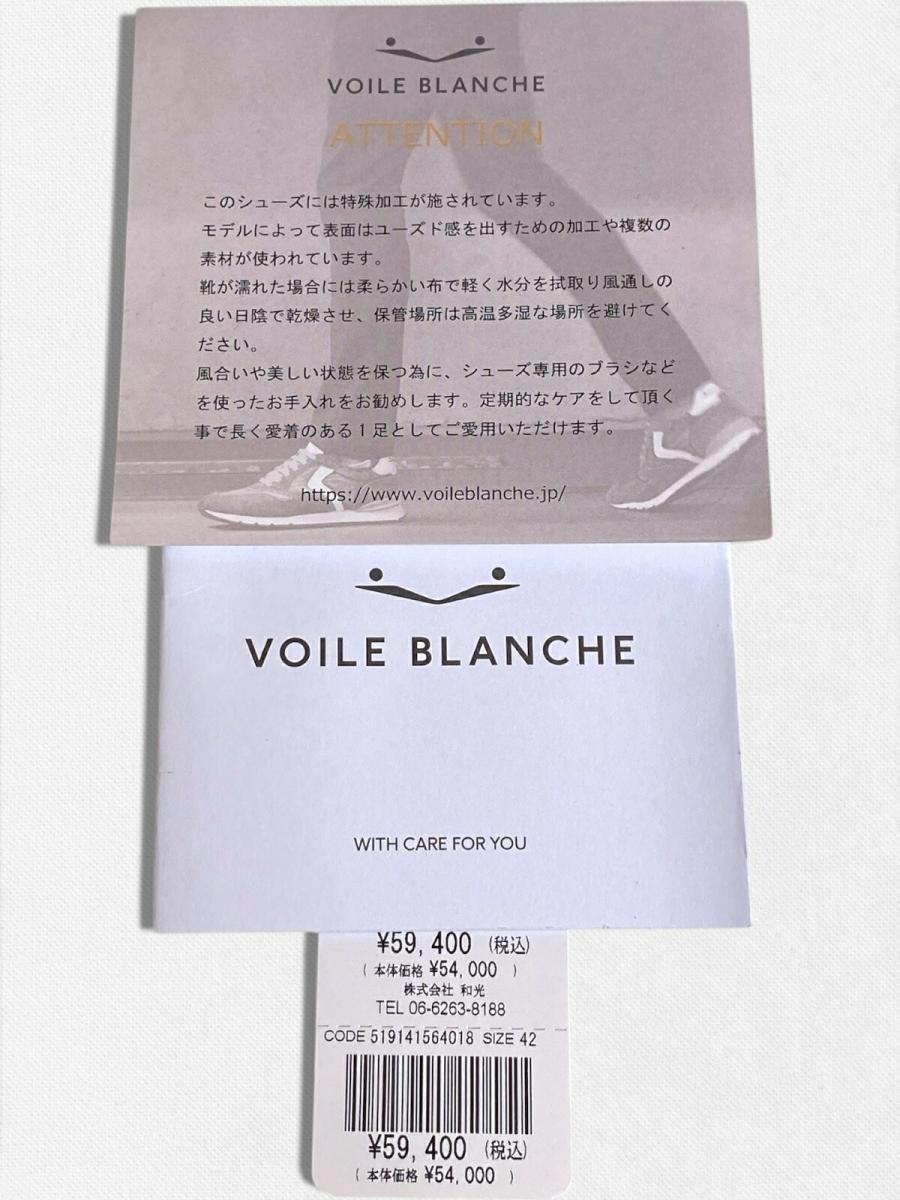 VOILE BLANCHE
ATTENTION
このシューズには特殊加工が施されています。
モデルによって表面はユーズド感を出すための加工や複数の
素材が使われています。
靴が濡れた場合には柔らかい布で軽く水分を拭取り風通しの
良い日陰で乾燥させ、保管場所は高温多湿な場所を避けてく
ださい。
風合いや美しい状態を保つ為に、シューズ専用のブラシなど
を使ったお手入れをお勧めします。定期的なケアをして頂く
事で長く愛着のある1足としてご愛用いただけます。
https://www.voileblanche.jp/
VOILE BLANCHE
WITH CARE FOR YOU
¥59,400 (税込)
( 本体価格 ¥54,000 )
株式会社 和光
TEL 06-6263-8188
CODE 519141564018 SIZE 42
¥59,400 (税込)
( 本体価格 ¥54,000 )